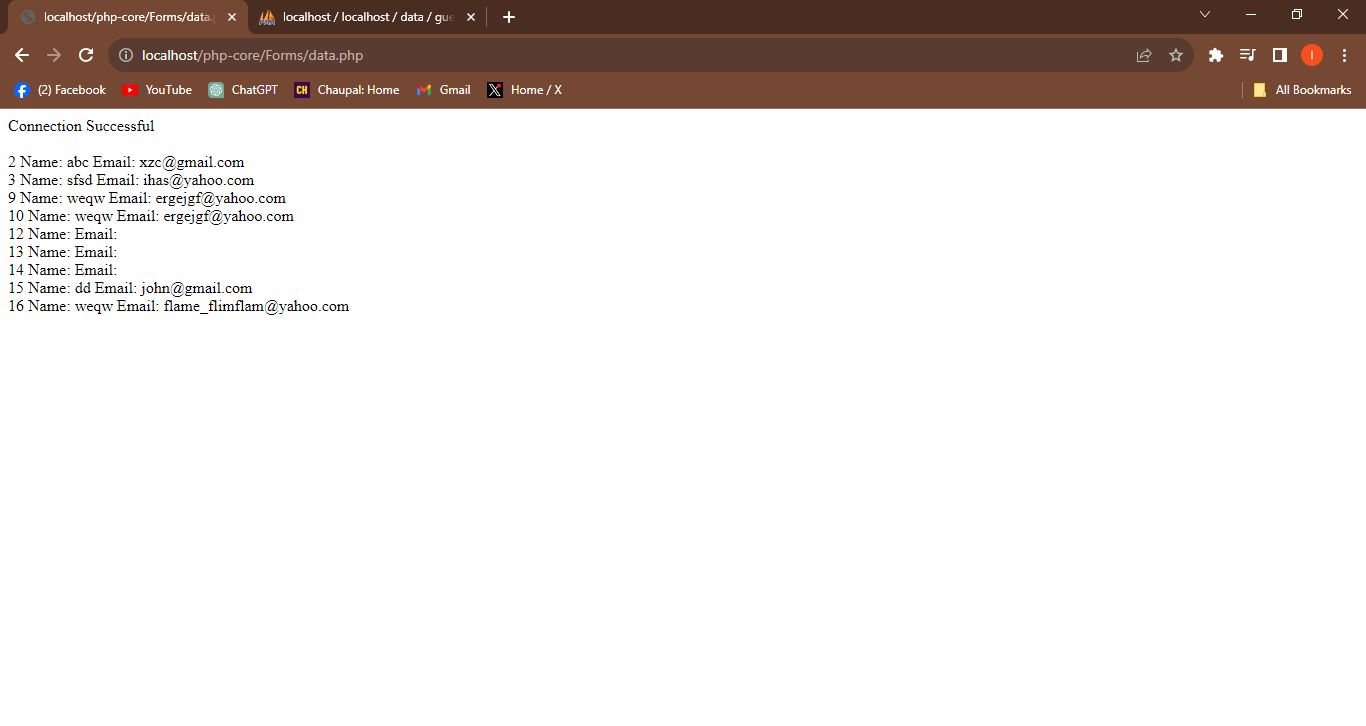 localhost/php-core/Forms/data.
localhost / localhost / data / gue
localhost/php-core/Forms/data.php
I
(2) Facebook YouTube ChatGPT CH Chaupal: Home Gmail Home / X All Bookmarks
Connection Successful
2 Name: abc Email: xzc@gmail.com
3 Name: sfsd Email: ihas@yahoo.com
9 Name: weqw Email: ergejgf@yahoo.com
10 Name: weqw Email: ergejgf@yahoo.com
12 Name: Email:
13 Name: Email:
14 Name: Email:
15 Name: dd Email: john@gmail.com
16 Name: weqw Email: flame_flimflam@yahoo.com